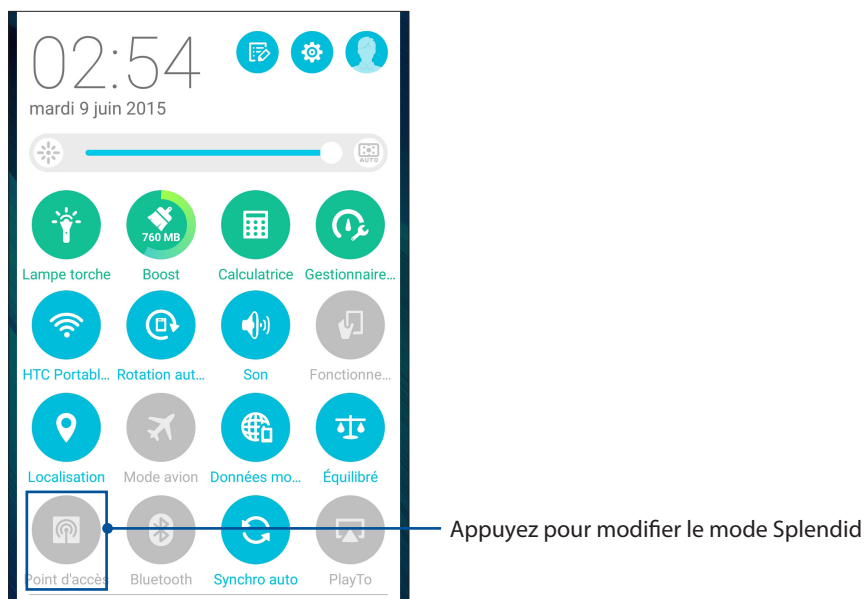 02:54
mardi 9 juin 2015
AUTO
760 MB
Lampe torche
Boost
Calculatrice
Gestionnaire...
HTC Portabl...
Rotation aut...
Son
Fonctionne...
Localisation
Mode avion
Données mo...
Équilibré
Point d'accès
Bluetooth
Synchro auto
PlayTo
Appuyez pour modifier le mode Splendid